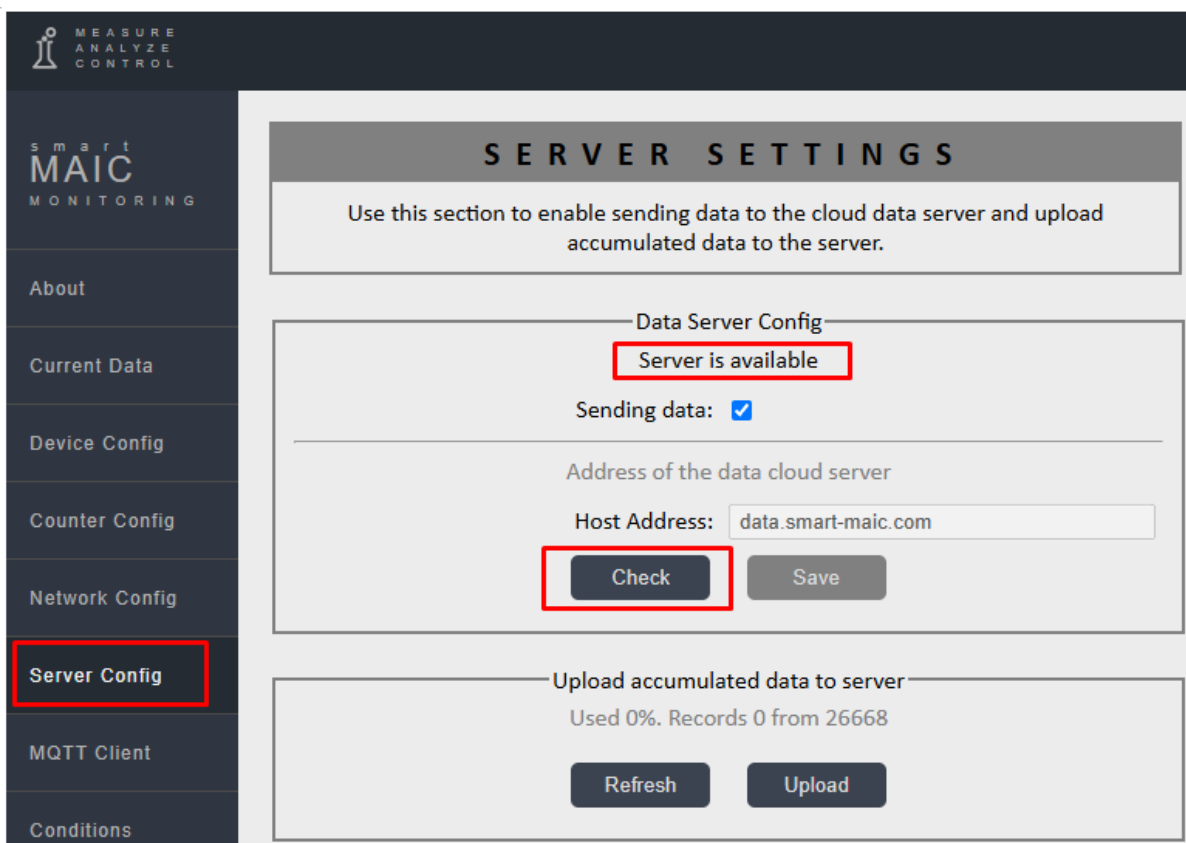 MEASURE
ANALYZE
CONTROL
smart
MAIC
MONITORING
About
Current Data
Device Config
Counter Config
Network Config
Server Config
MQTT Client
Conditions
SERVER SETTINGS
Use this section to enable sending data to the cloud data server and upload
accumulated data to the server.
Data Server Config
Server is available
Sending data:
Address of the data cloud server
Host Address: data.smart-maic.com
Check Save
Upload accumulated data to server
Used 0%. Records 0 from 26668
Refresh Upload